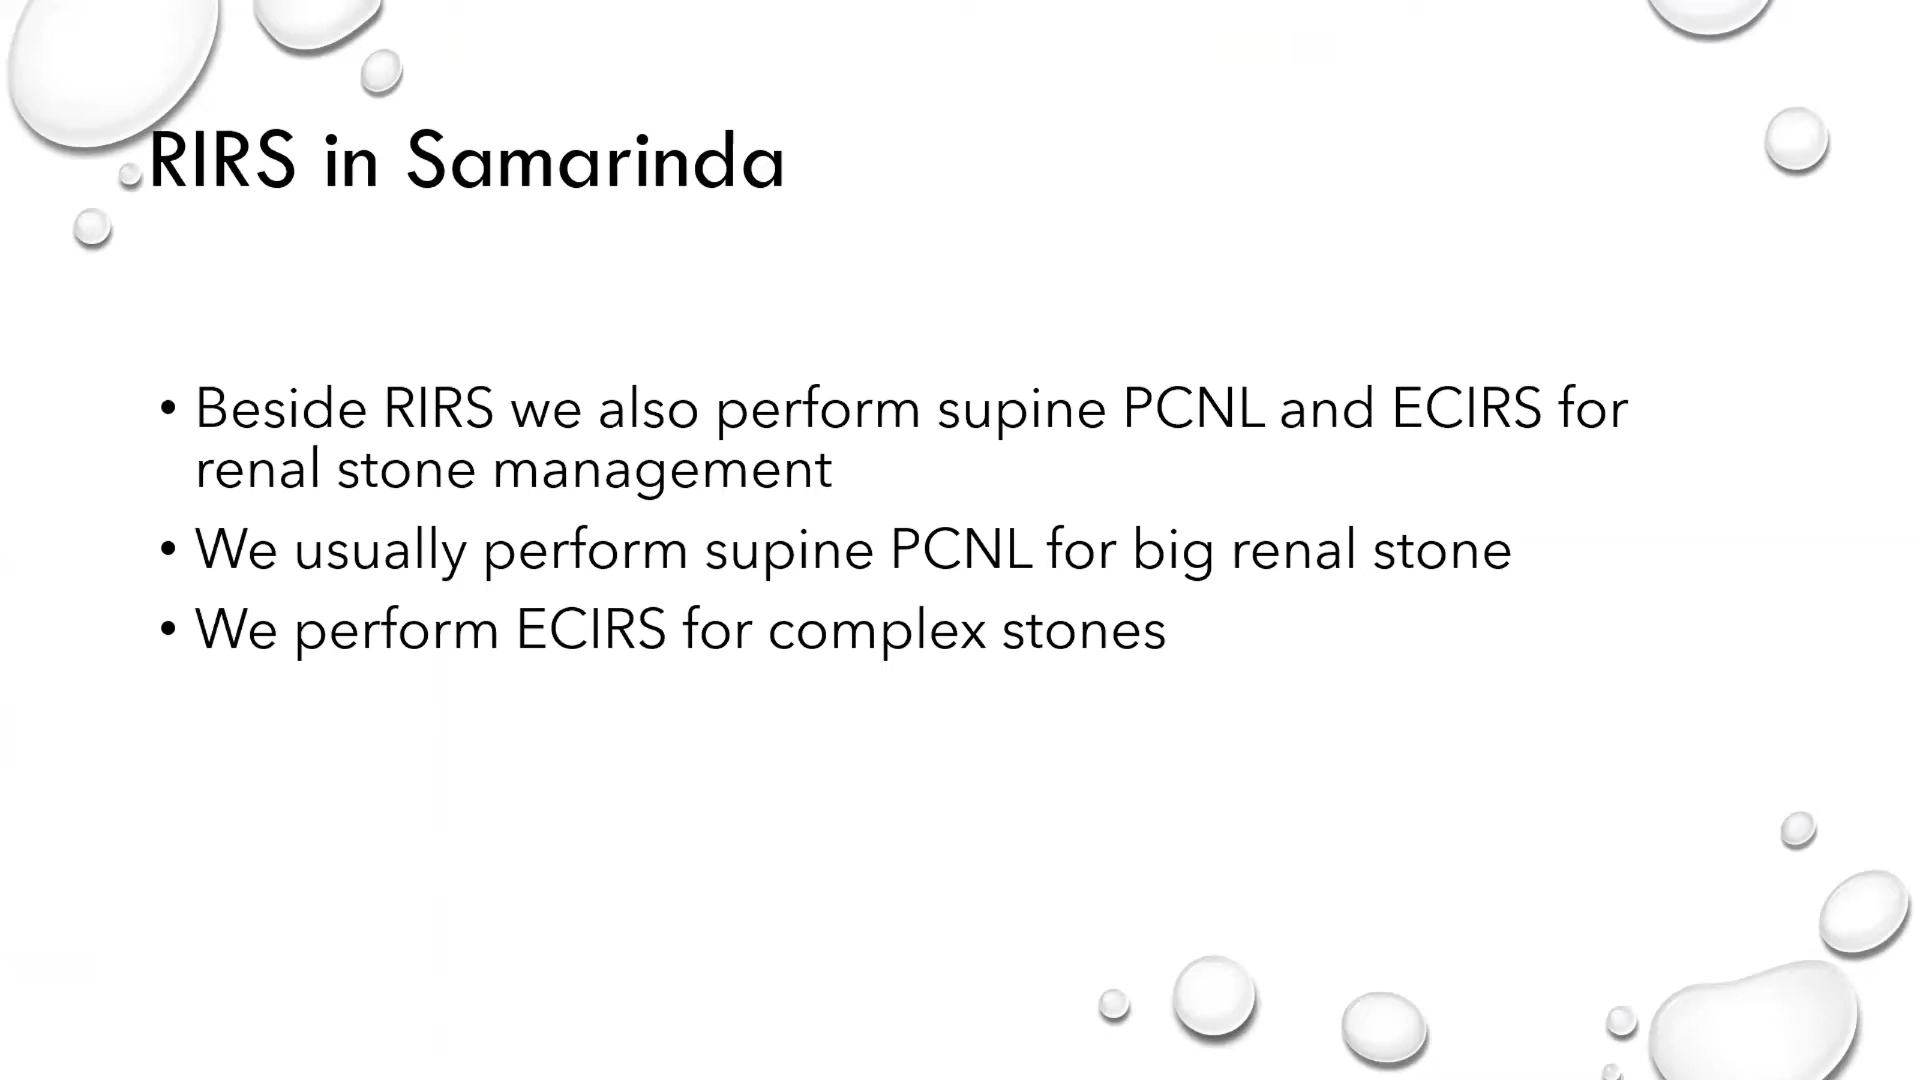 RIRS in Samarinda
• Beside RIRS we also perform supine PCNL and ECIRS for
renal stone management
• We usually perform supine PCNL for big renal stone
• We perform ECIRS for complex stones